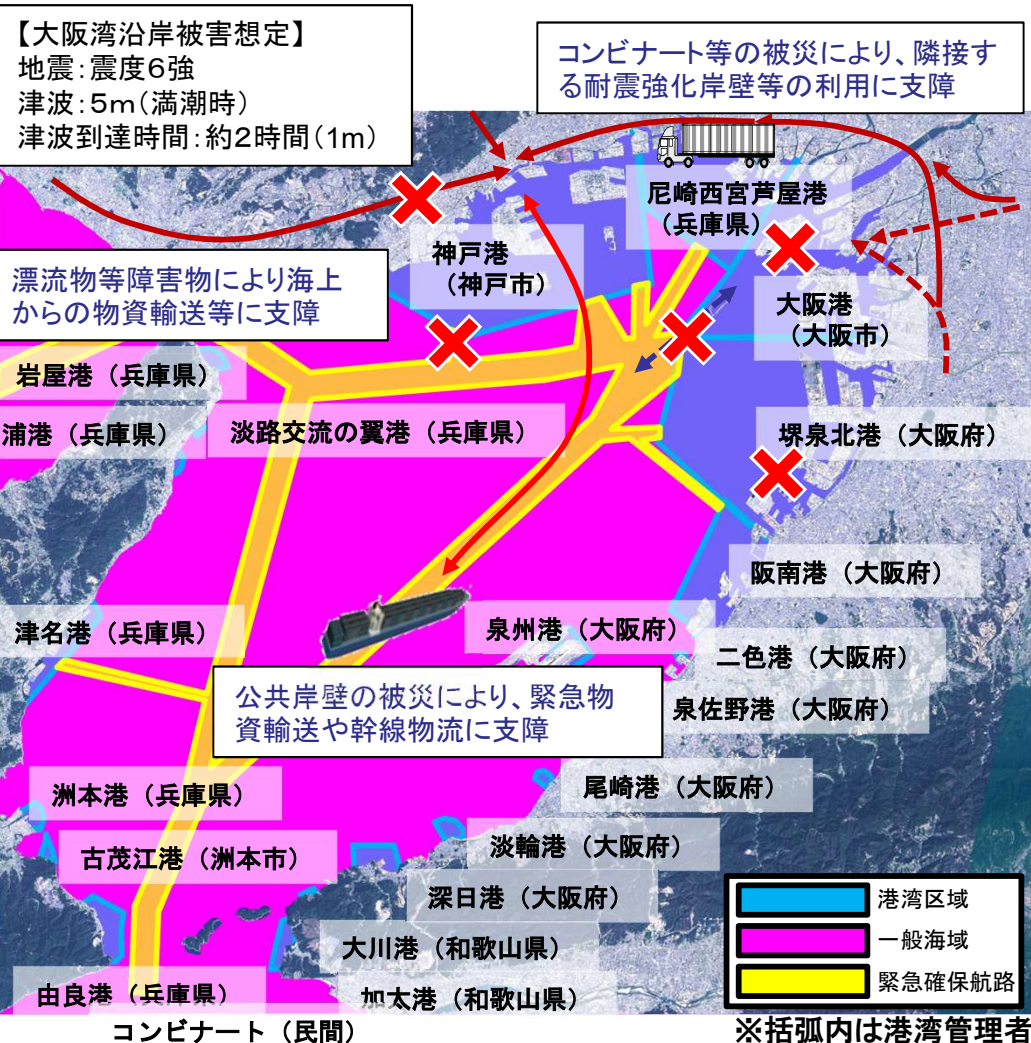 【大阪湾沿岸被害想定】
地震：震度６強
津波：５ｍ（満潮時）
津波到達時間：約２時間（１ｍ）
コンビナート等の被災により、隣接す
る耐震強化岸壁等の利用に支障
尼崎西宮芦屋港
（兵庫県）
神戸港
（神戸市）
漂流物等障害物により海上
からの物資輸送等に支障
大阪港
（大阪市）
岩屋港（兵庫県）
浦港（兵庫県）
淡路交流の翼港（兵庫県）
堺泉北港（大阪府）
阪南港（大阪府）
津名港（兵庫県）
泉州港（大阪府）
二色港（大阪府）
公共岸壁の被災により、緊急物
資輸送や幹線物流に支障
泉佐野港（大阪府）
洲本港（兵庫県）
尾崎港（大阪府）
古茂江港（洲本市）
淡輪港（大阪府）
深日港（大阪府）
大川港（和歌山県）
由良港（兵庫県）
加太港（和歌山県）
港湾区域
一般海域
緊急確保航路
コンビナート（民間）
※括弧内は港湾管理者